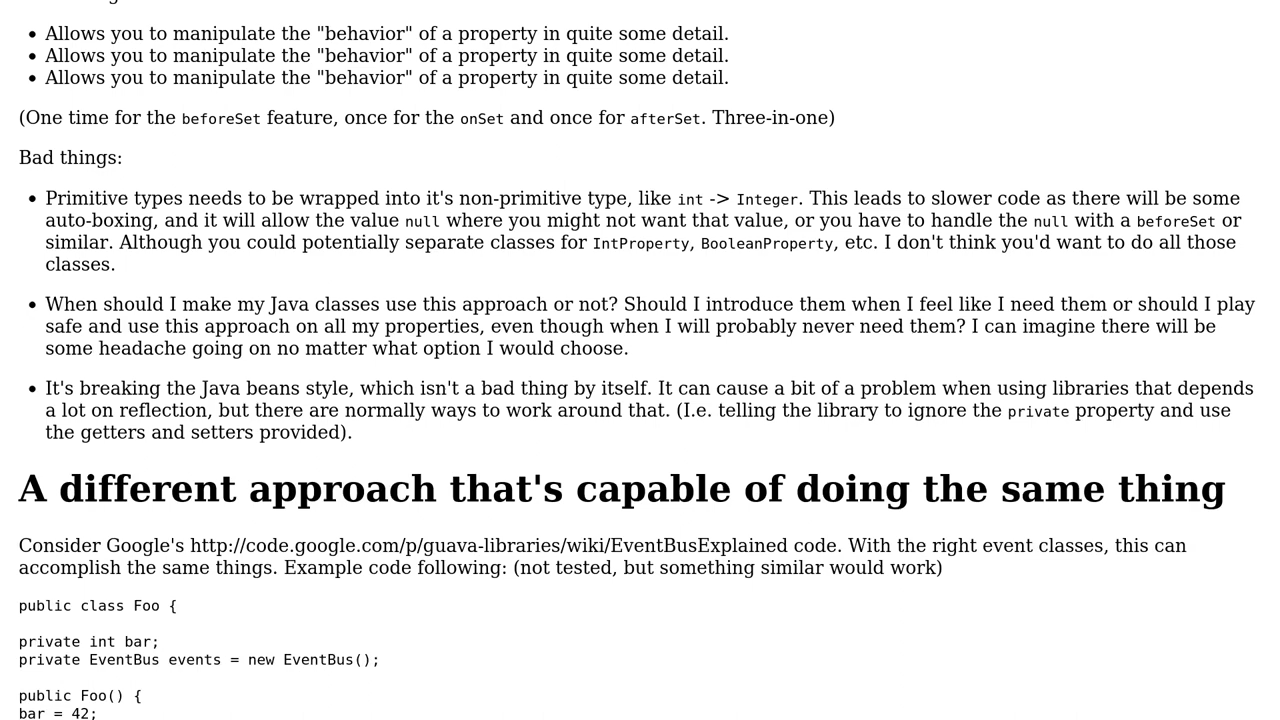 Allows you to manipulate the "behavior" of a property in quite some detail.
Allows you to manipulate the "behavior" of a property in quite some detail.
Allows you to manipulate the "behavior" of a property in quite some detail.
(One time for the beforeSet feature, once for the onSet and once for afterSet. Three-in-one)
Bad things:
Primitive types needs to be wrapped into it's non-primitive type, like int -> Integer. This leads to slower code as there will be some
auto-boxing, and it will allow the value null where you might not want that value, or you have to handle the null with a beforeSet or
similar. Although you could potentially separate classes for IntProperty, BooleanProperty, etc. I don't think you'd want to do all those
classes.
When should I make my Java classes use this approach or not? Should I introduce them when I feel like I need them or should I play
safe and use this approach on all my properties, even though when I will probably never need them? I can imagine there will be
some headache going on no matter what option I would choose.
It's breaking the Java beans style, which isn't a bad thing by itself. It can cause a bit of a problem when using libraries that depends
a lot on reflection, but there are normally ways to work around that. (I.e. telling the library to ignore the private property and use
the getters and setters provided).
A different approach that's capable of doing the same thing
Consider Google's http://code.google.com/p/guava-libraries/wiki/EventBusExplained code. With the right event classes, this can
accomplish the same things. Example code following: (not tested, but something similar would work)
public class Foo {
private int bar;
private EventBus events = new EventBus();
public Foo() {
bar = 42;